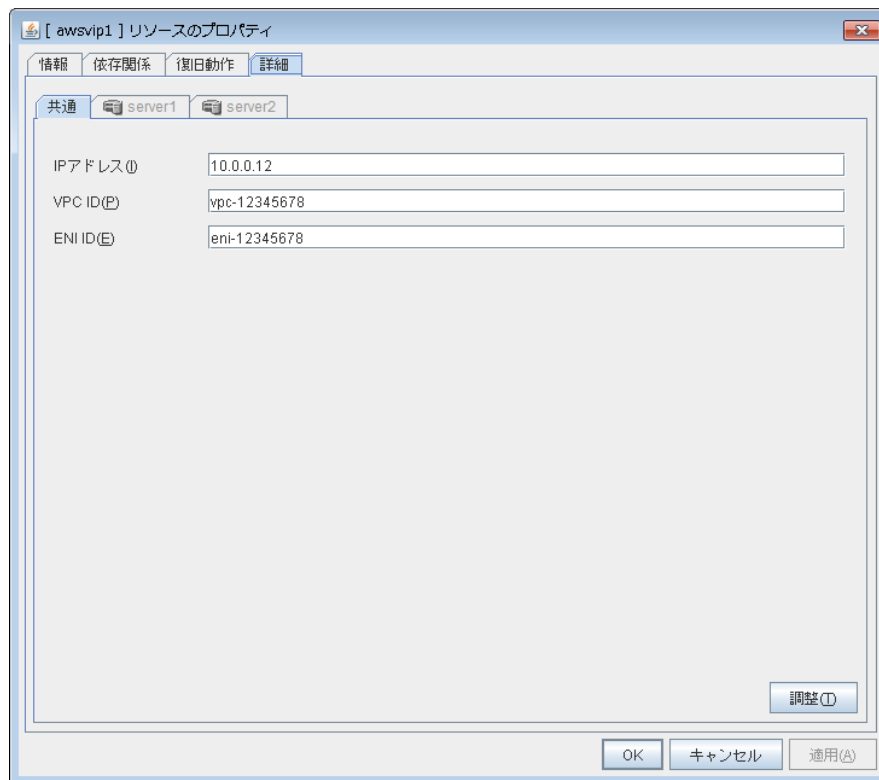 [ awsvip1 ] リソースのプロパティ
情報 依存関係 復旧動作 詳細
共通 server1 server2
IPアドレス(I) 10.0.0.12
VPC ID(P) vpc-12345678
ENI ID(E) eni-12345678
調整(T)
OK キャンセル 適用(A)